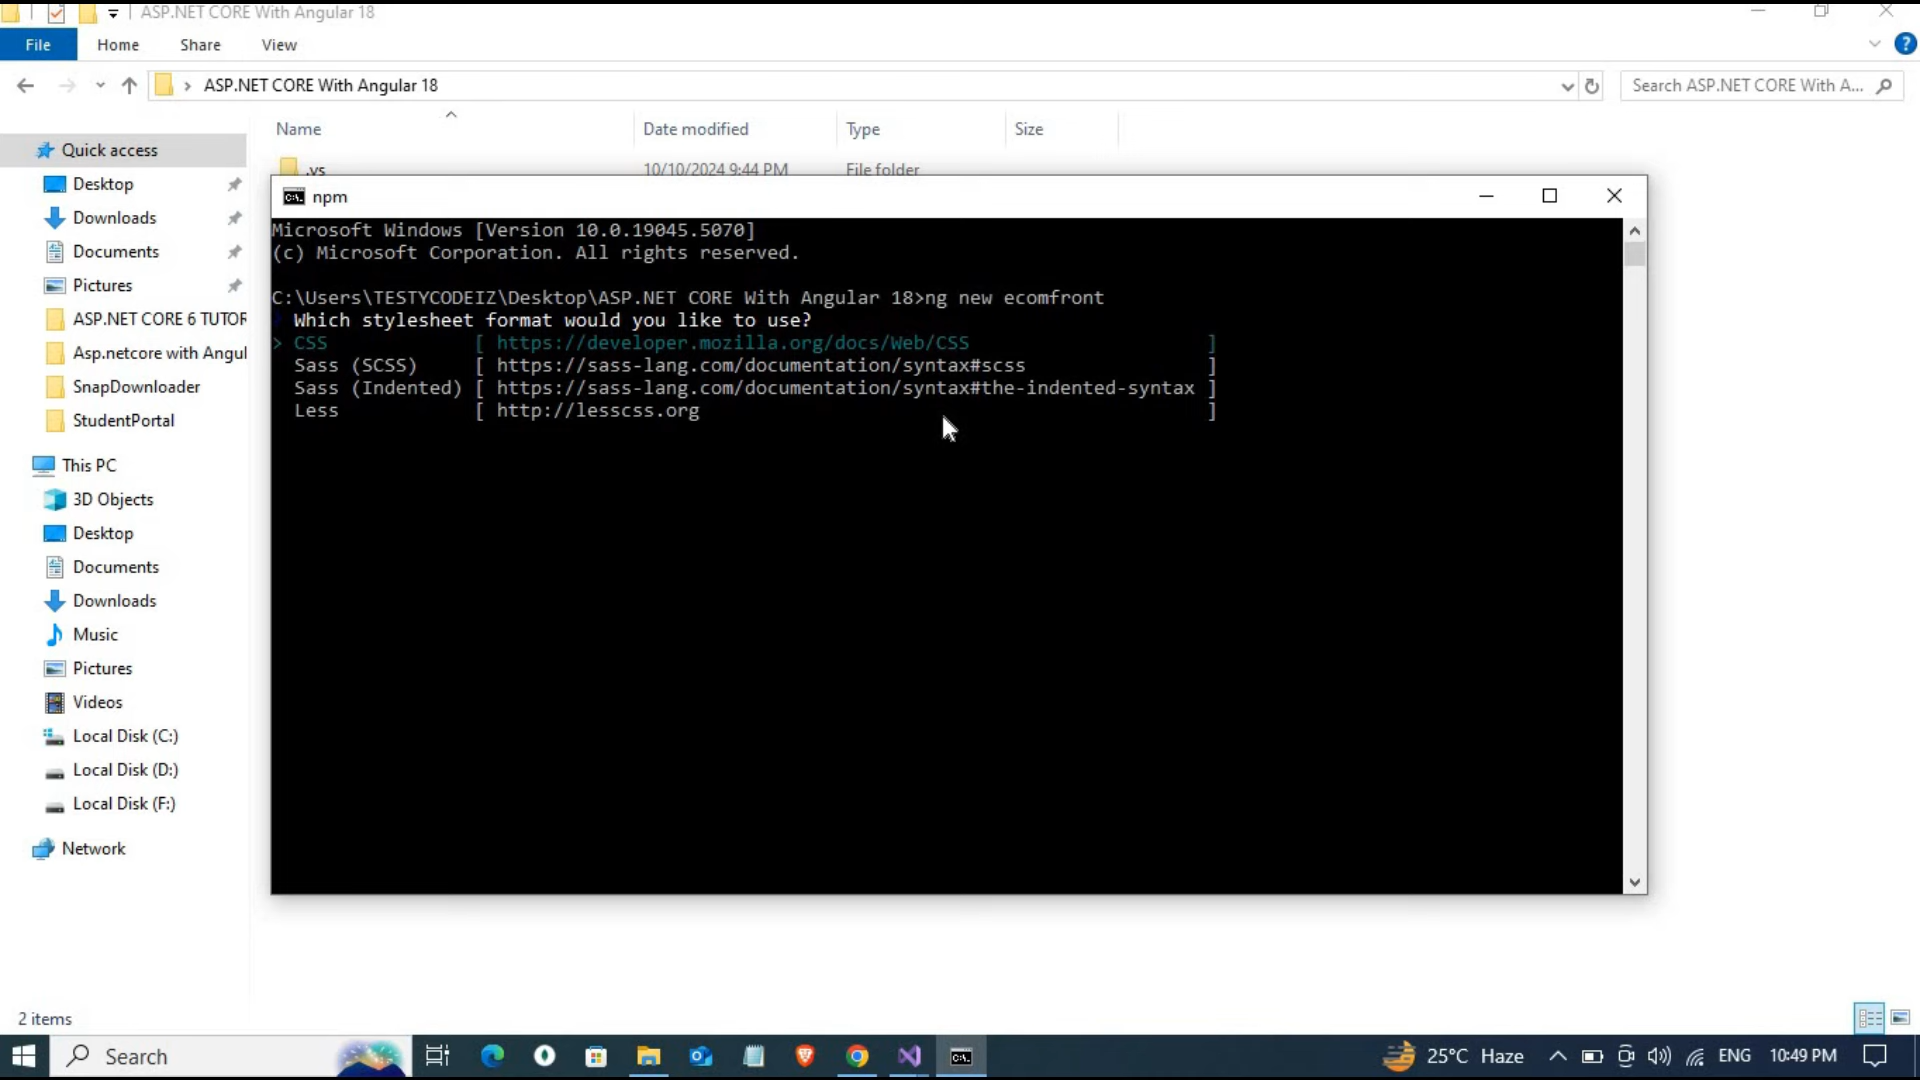 ASP.NET CORE With Angular 18
File Home Share View
ASP.NET CORE With Angular 18
Search ASP.NET CORE With A...
Name Date modified Type Size
.vs 10/10/2024 9:44 PM File folder
Quick access
Desktop
Downloads
Documents
Pictures
ASP.NET CORE 6 TUTOR
Asp.netcore with Angul
SnapDownloader
StudentPortal
This PC
3D Objects
Desktop
Documents
Downloads
Music
Pictures
Videos
Local Disk (C:)
Local Disk (D:)
Local Disk (F:)
Network
npm
Microsoft Windows [Version 10.0.19045.5070]
(c) Microsoft Corporation. All rights reserved.
C:\Users\TESTYCODEIZ\Desktop\ASP.NET CORE With Angular 18>ng new ecomfront
Which stylesheet format would you like to use?
> CSS [ https://developer.mozilla.org/docs/Web/CSS ]
Sass (SCSS) [ https://sass-lang.com/documentation/syntax#scss ]
Sass (Indented) [ https://sass-lang.com/documentation/syntax#the-indented-syntax ]
Less [ http://lesscss.org ]
2 items
Search
25°C Haze
ENG
10:49 PM